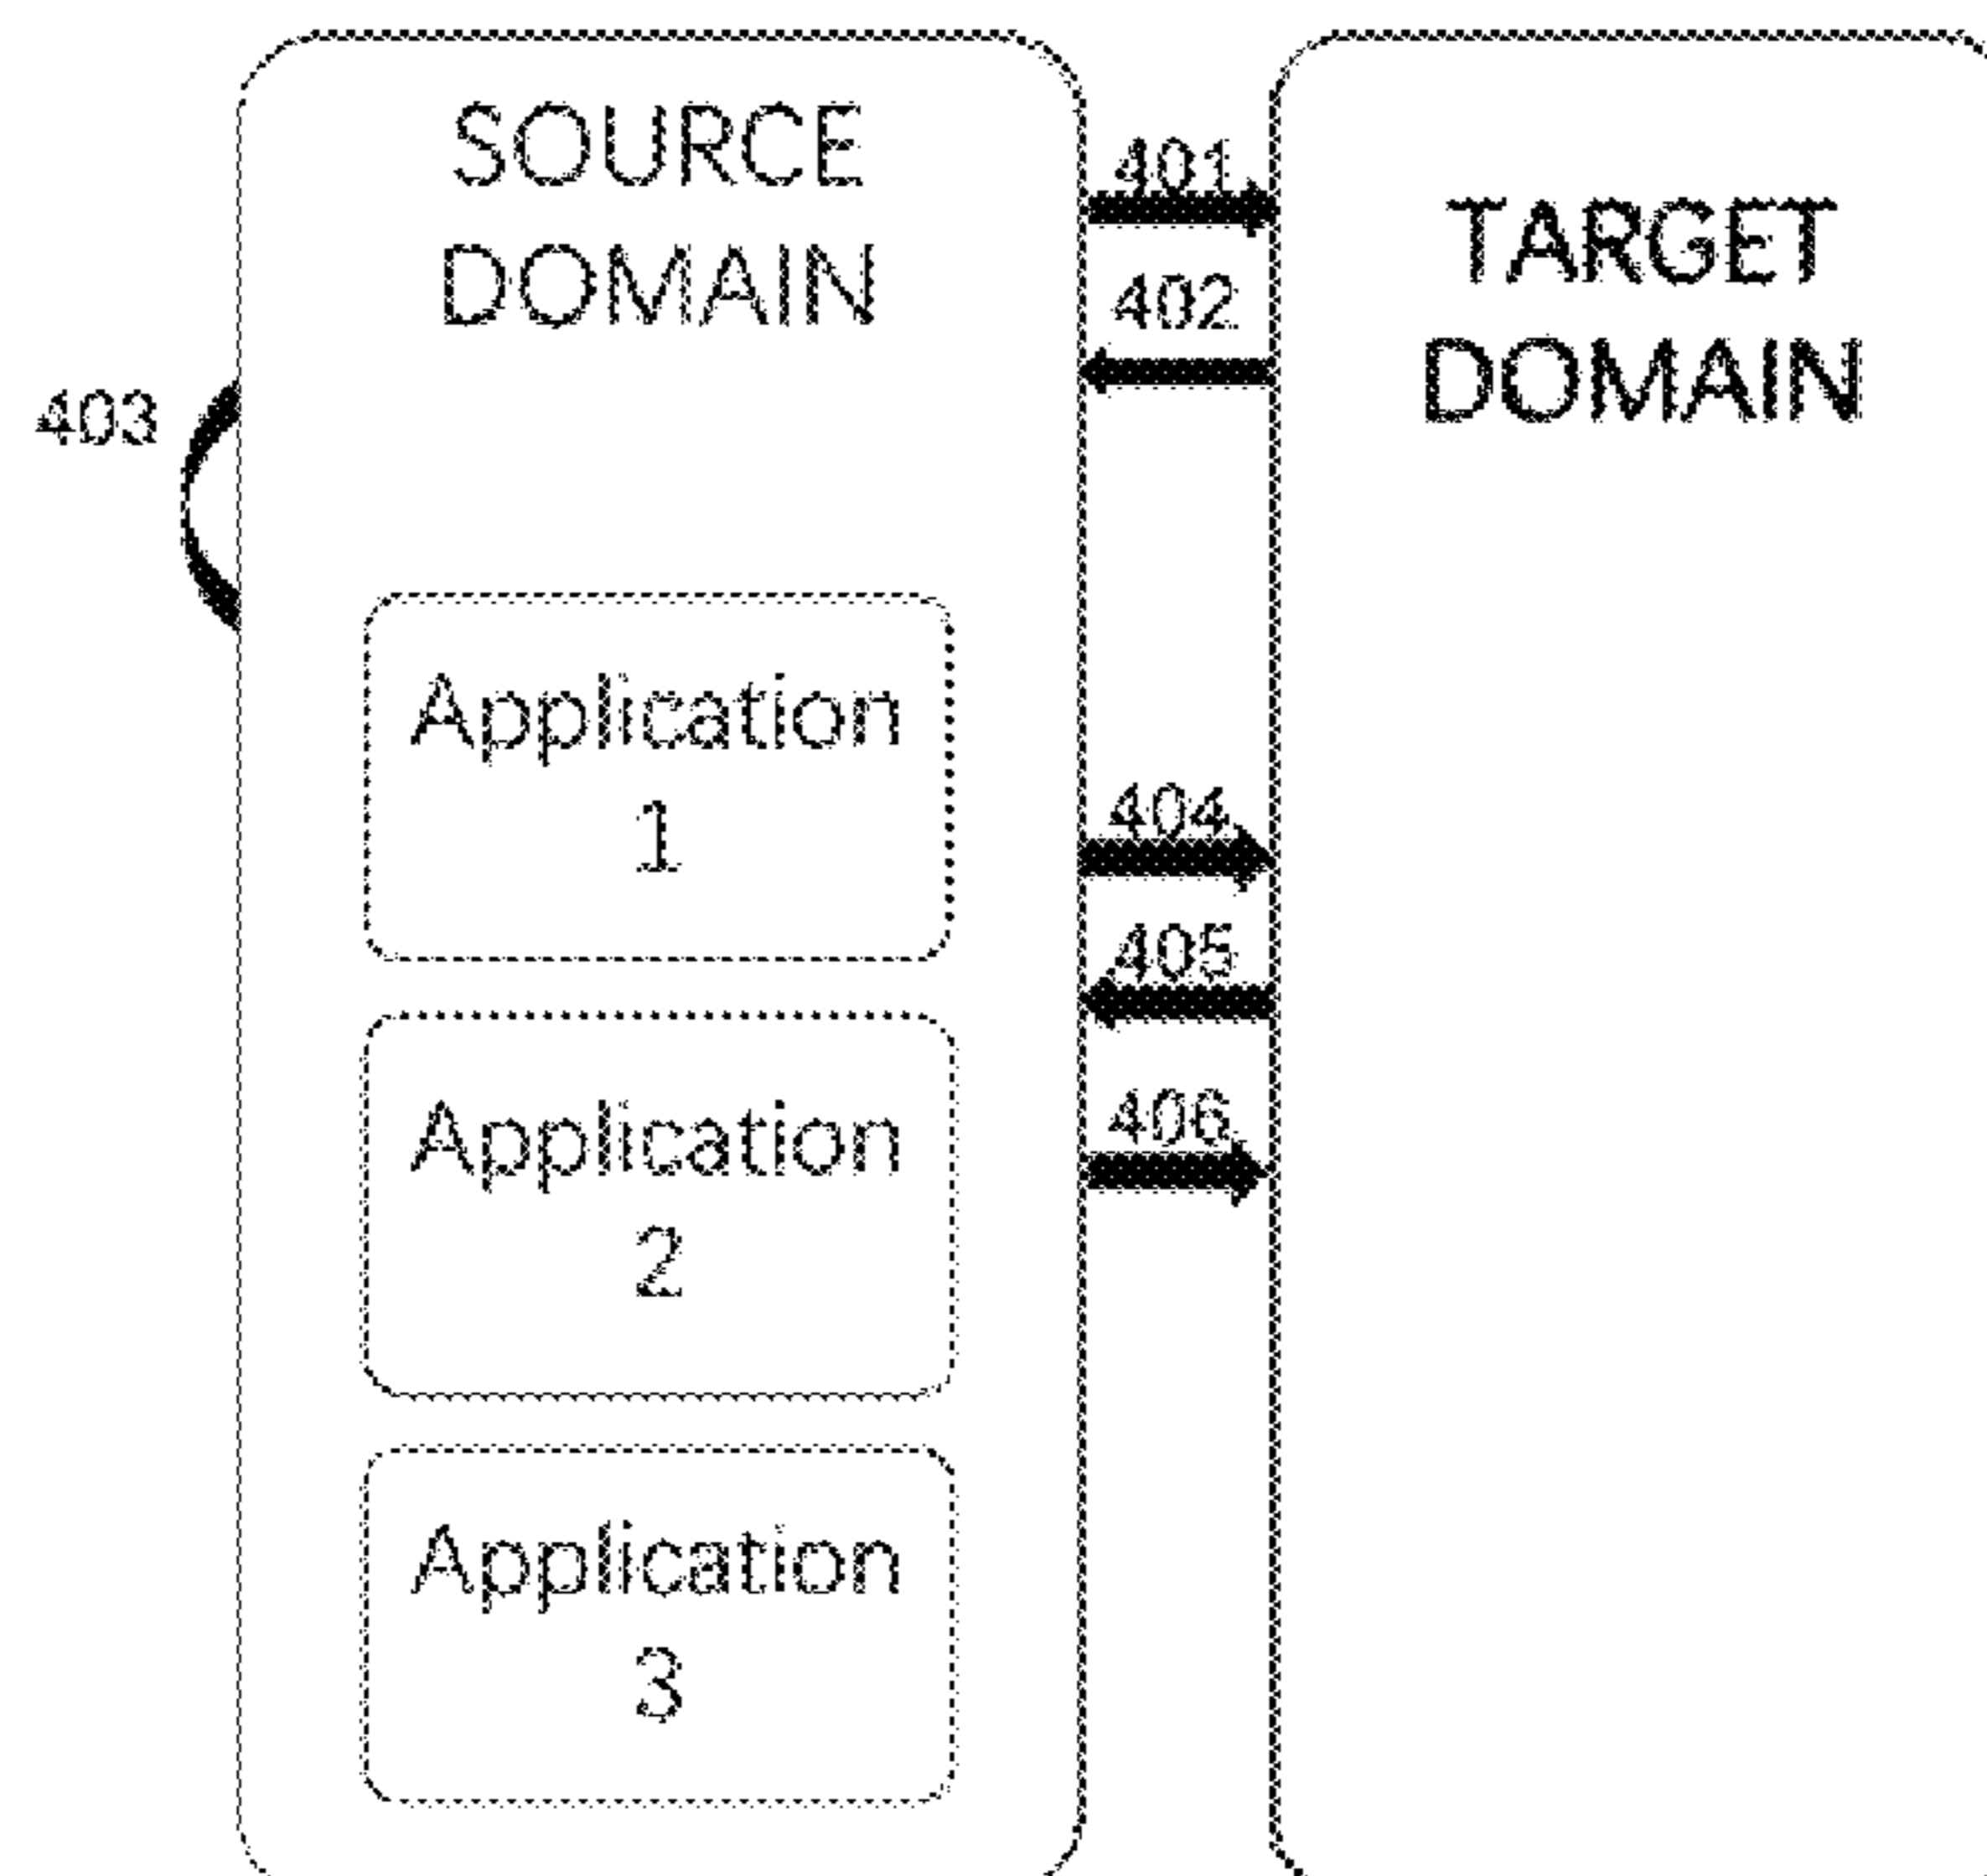 SOURCE
DOMAIN
401
TARGET
402
DOMAIN
403
Application
1
404
405
Application
406
2
Application
3